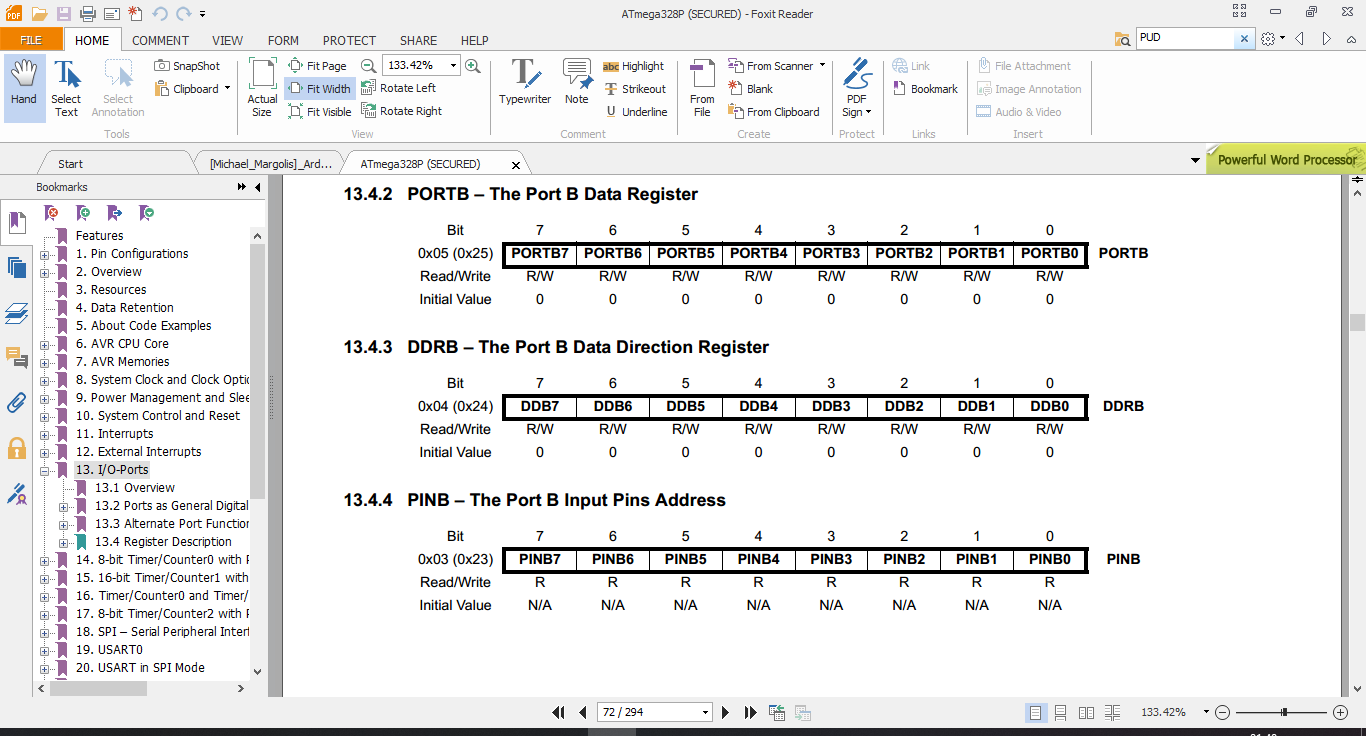 ATmega328P (SECURED) - Foxit Reader
FILE HOME COMMENT VIEW FORM PROTECT SHARE HELP PUD
Hand
Select Text
Select Annotation
SnapShot
Clipboard
Tools
Actual Size
Fit Page
Fit Width
Fit Visible
133.42%
Rotate Left
Rotate Right
View
Typewriter
Note
abc Highlight
Strikeout
Underline
Comment
From File
From Scanner
Blank
From Clipboard
Create
PDF Sign
Protect
Link
Bookmark
Links
File Attachment
Image Annotation
Audio & Video
Insert
Start [Michael_Margolis]_Ard... ATmega328P (SECURED) Powerful Word Processor
Bookmarks
Features
1. Pin Configurations
2. Overview
3. Resources
4. Data Retention
5. About Code Examples
6. AVR CPU Core
7. AVR Memories
8. System Clock and Clock Optic
9. Power Management and Slee
10. System Control and Reset
11. Interrupts
12. External Interrupts
13. I/O-Ports
13.1 Overview
13.2 Ports as General Digital
13.3 Alternate Port Function
13.4 Register Description
14. 8-bit Timer/Counter0 with P
15. 16-bit Timer/Counter1 with
16. Timer/Counter0 and Timer/
17. 8-bit Timer/Counter2 with P
18. SPI – Serial Peripheral Interf
19. USART0
20. USART in SPI Mode
13.4.2 PORTB – The Port B Data Register
Bit 7 6 5 4 3 2 1 0
0x05 (0x25) PORTB7 PORTB6 PORTB5 PORTB4 PORTB3 PORTB2 PORTB1 PORTB0 PORTB
Read/Write R/W R/W R/W R/W R/W R/W R/W R/W
Initial Value 0 0 0 0 0 0 0 0
13.4.3 DDRB – The Port B Data Direction Register
Bit 7 6 5 4 3 2 1 0
0x04 (0x24) DDB7 DDB6 DDB5 DDB4 DDB3 DDB2 DDB1 DDB0 DDRB
Read/Write R/W R/W R/W R/W R/W R/W R/W R/W
Initial Value 0 0 0 0 0 0 0 0
13.4.4 PINB – The Port B Input Pins Address
Bit 7 6 5 4 3 2 1 0
0x03 (0x23) PINB7 PINB6 PINB5 PINB4 PINB3 PINB2 PINB1 PINB0 PINB
Read/Write R R R R R R R R
Initial Value N/A N/A N/A N/A N/A N/A N/A N/A
72 / 294 133.42%